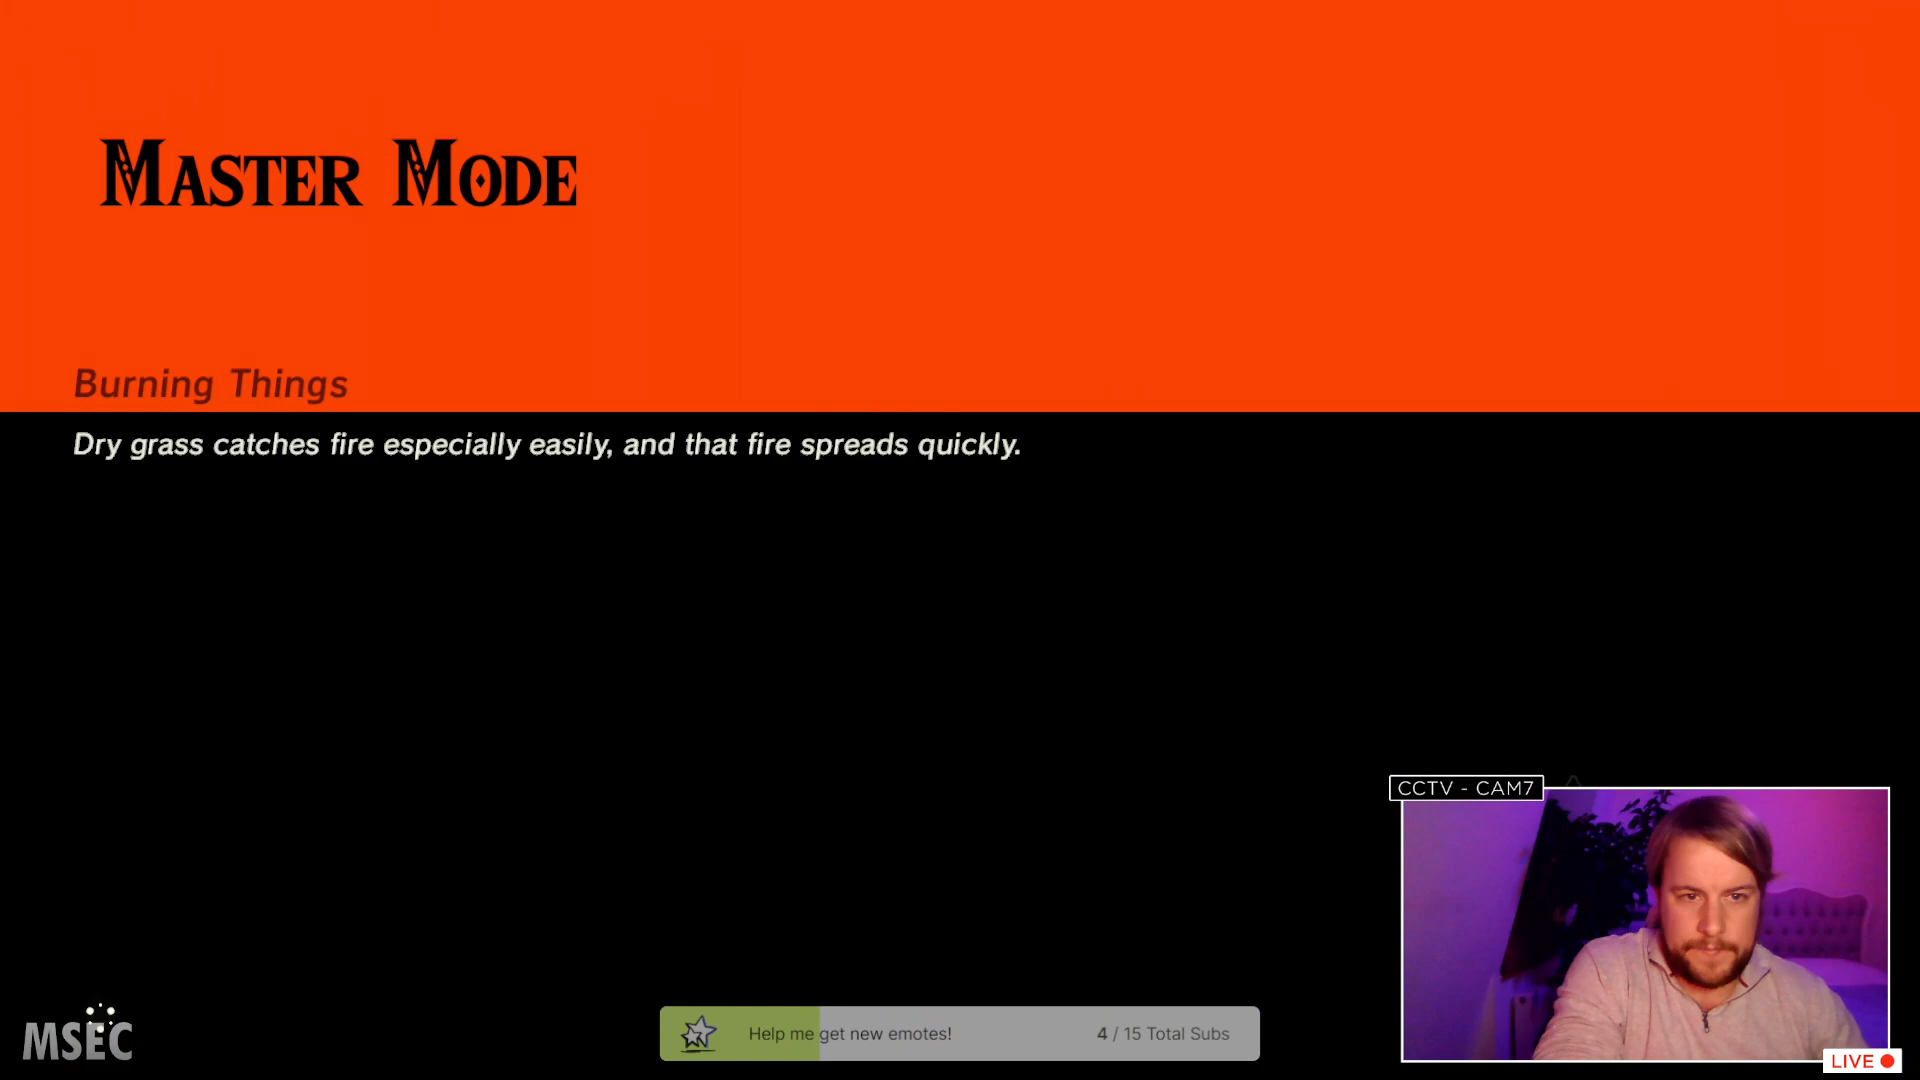 Master Mode
Burning Things
Dry grass catches fire especially easily, and that fire spreads quickly.
CCTV - CAM7
MSEC
7
Help me get new emotes!
4 / 15 Total Subs
LIVE